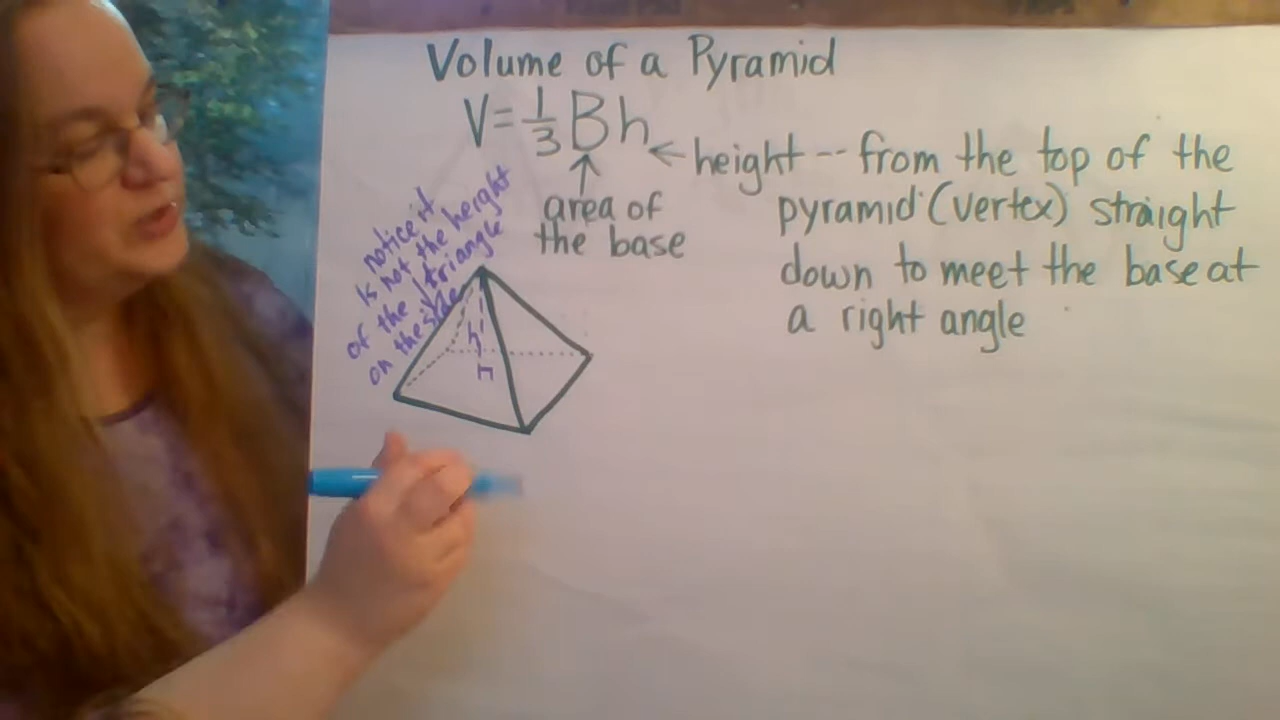 Volume of a Pyramid
V = 1/3 Bh
← height -- from the top of the
pyramid (vertex) straight
down to meet the base at
a right angle
area of
the base
notice it
is not the height
of the triangle
on the side
h